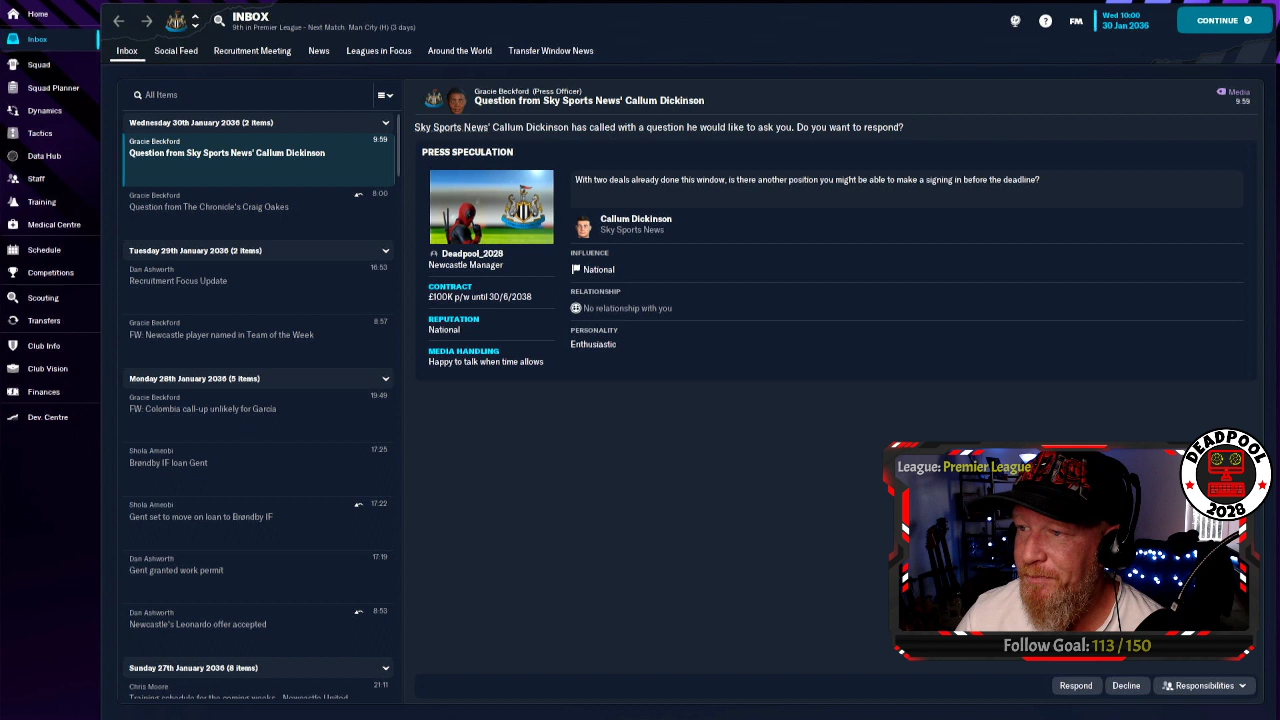 Home
Inbox
Squad
Squad Planner
Dynamics
Tactics
Data Hub
Staff
Training
Medical Centre
Schedule
Competitions
Scouting
Transfers
Club Info
Club Vision
Finances
Dev. Centre
INBOX
9th in Premier League - Next Match: Man City (H) (3 days)
FM
Wed 10:00
30 Jan 2036
CONTINUE
Inbox
Social Feed
Recruitment Meeting
News
Leagues in Focus
Around the World
Transfer Window News
All Items
Wednesday 30th January 2036 (2 items)
Gracie Beckford 9:59
Question from Sky Sports News' Callum Dickinson
Gracie Beckford 8:00
Question from The Chronicle's Craig Oakes
Tuesday 29th January 2036 (2 items)
Dan Ashworth 16:53
Recruitment Focus Update
Gracie Beckford 8:57
FW: Newcastle player named in Team of the Week
Monday 28th January 2036 (5 items)
Gracie Beckford 19:49
FW: Colombia call-up unlikely for García
Shola Ameobi 17:25
Brøndby IF loan Gent
Shola Ameobi 17:22
Gent set to move on loan to Brøndby IF
Dan Ashworth 17:19
Gent granted work permit
Dan Ashworth 8:53
Newcastle's Leonardo offer accepted
Sunday 27th January 2036 (8 items)
Chris Moore 21:11
Training schedule for the coming weeks - Newcastle United
Gracie Beckford (Press Officer)
Question from Sky Sports News' Callum Dickinson
Media
9:59
Sky Sports News' Callum Dickinson has called with a question he would like to ask you. Do you want to respond?
PRESS SPECULATION
Deadpool_2028
Newcastle Manager
CONTRACT
£100K p/w until 30/6/2038
REPUTATION
National
MEDIA HANDLING
Happy to talk when time allows
With two deals already done this window, is there another position you might be able to make a signing in before the deadline?
Callum Dickinson
Sky Sports News
INFLUENCE
National
RELATIONSHIP
No relationship with you
PERSONALITY
Enthusiastic
League: Premier League
DEADPOOL
2028
Follow Goal: 113 / 150
Respond
Decline
Responsibilities